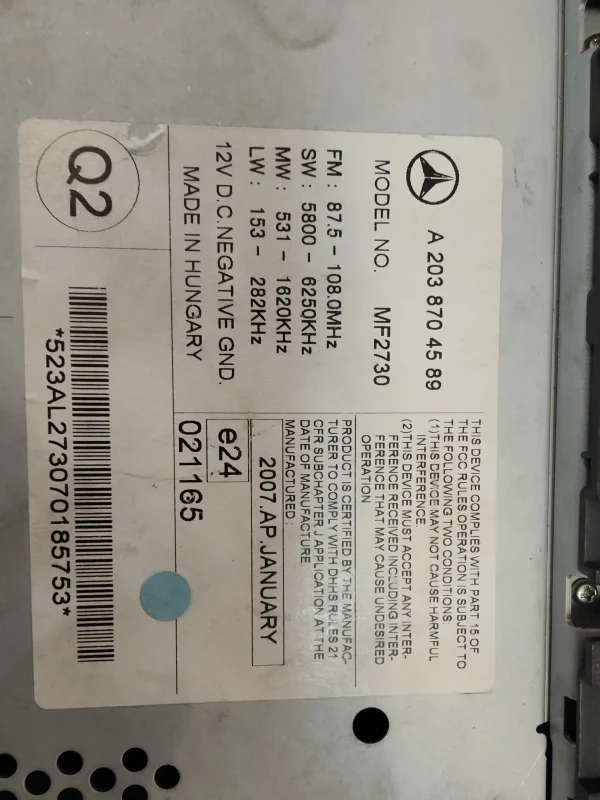 A 203 870 4589
MODEL NO. MF2730
FM : 87.5 - 108.0MHz
SW : 5800 - 6250KHz
MW : 531 - 1620KHz
LW : 153 - 282KHz
12V D.C.NEGATIVE GND.
MADE IN HUNGARY
THIS DEVICE COMPLIES WITH PART 15 OF
THE FCC RULES OPERATION IS SUBJECT TO
THE FOLLOWING TWO CONDITIONS.
(1)THIS DEVICE MAY NOT CAUSE HARMFUL
INTERFERENCE.
(2)THIS DEVICE MUST ACCEPT ANY INTER-
FERENCE RECEIVED INCLUDING INTER-
FERENCE THAT MAY CAUSE UNDESIRED
OPERATION.
PRODUCT IS CERTIFIED BY THE MANUFAC-
TURER TO COMPLY WITH DHHS RULES 21
CFR SUBCHAPTER J APPLICATION AT THE
DATE OF MANUFACTURE
MANUFACTURED :
2007.AP.JANUARY
e24
021165
Q2
*523AL273070185753*